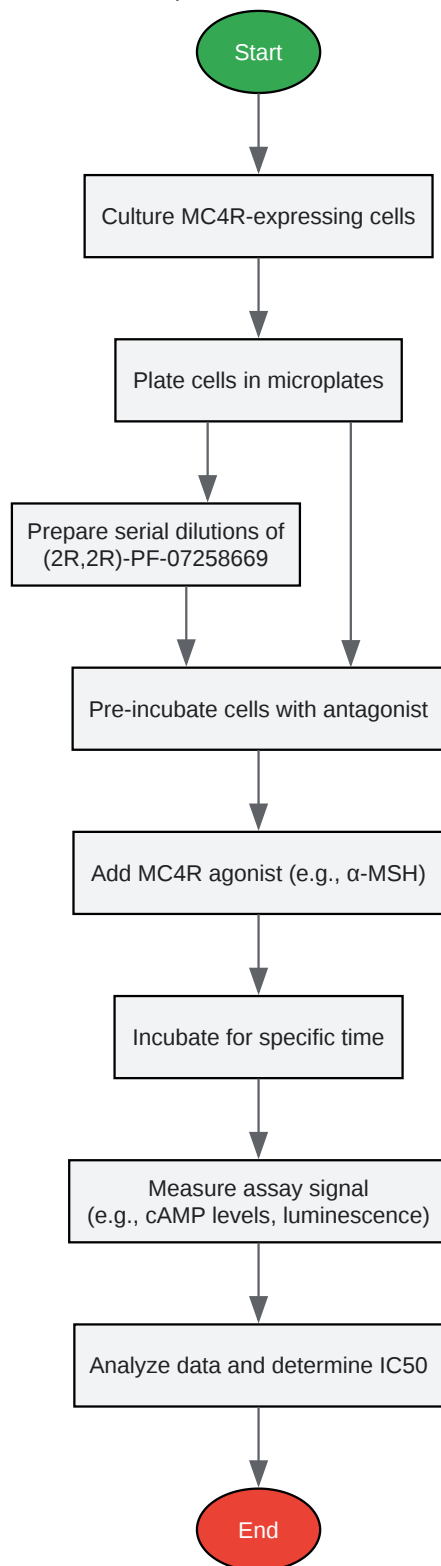 Start
Culture MC4R-expressing cells
Plate cells in microplates
Prepare serial dilutions of
(2R,2R)-PF-07258669
Pre-incubate cells with antagonist
Add MC4R agonist (e.g., α-MSH)
Incubate for specific time
Measure assay signal
(e.g., cAMP levels, luminescence)
Analyze data and determine IC50
End